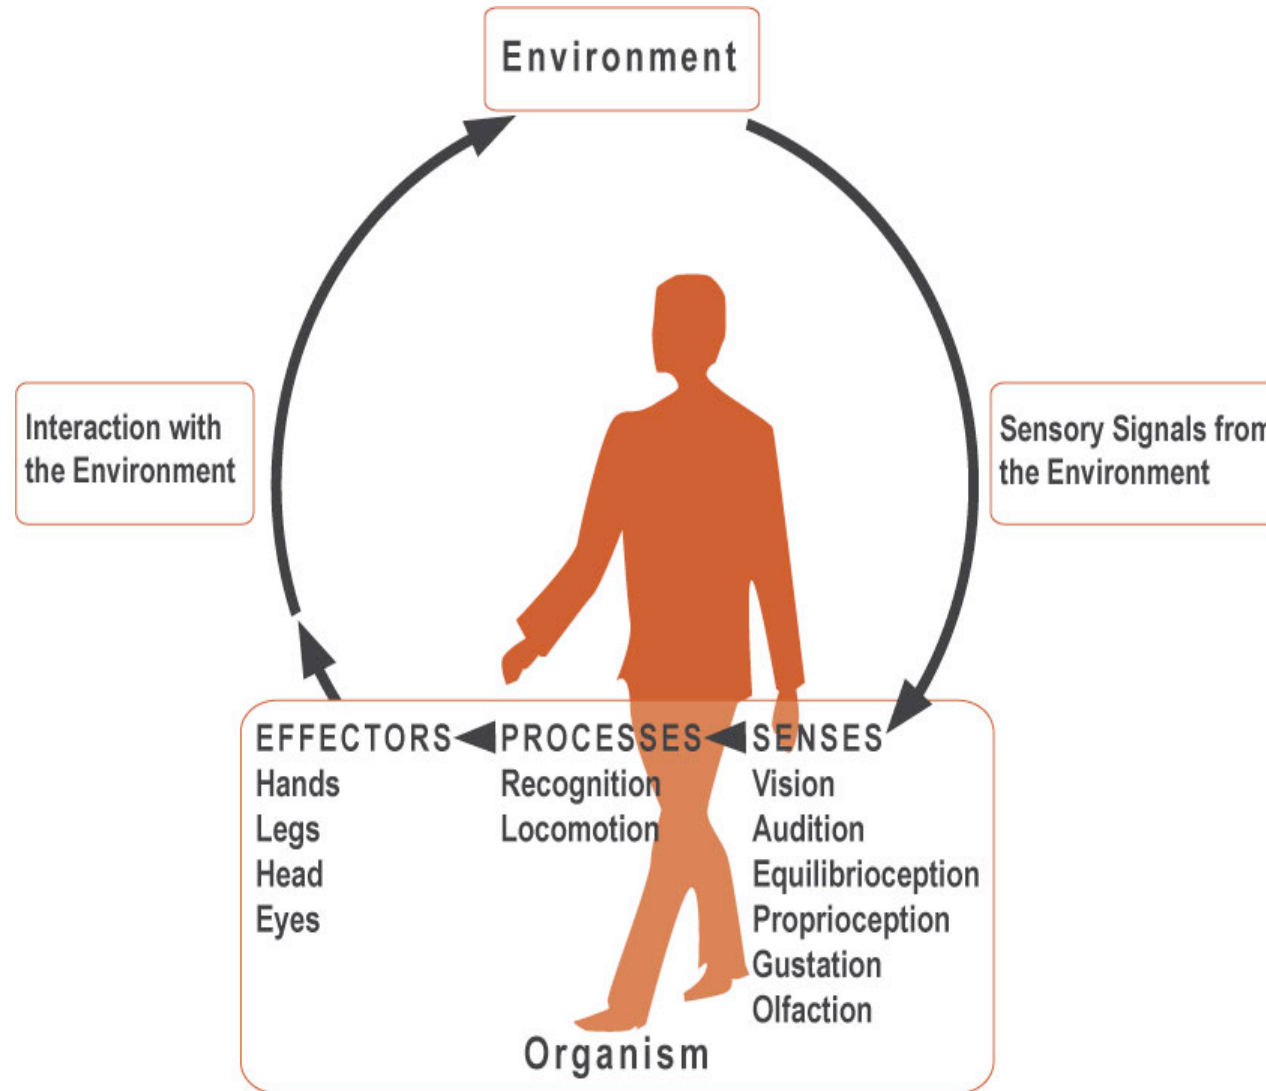 Environment
Interaction with
the Environment
Sensory Signals from
the Environment
EFFECTORS
Hands
Legs
Head
Eyes
PROCESSES
Recognition
Locomotion
SENSES
Vision
Audition
Equilibrioception
Proprioception
Gustation
Olfaction
Organism